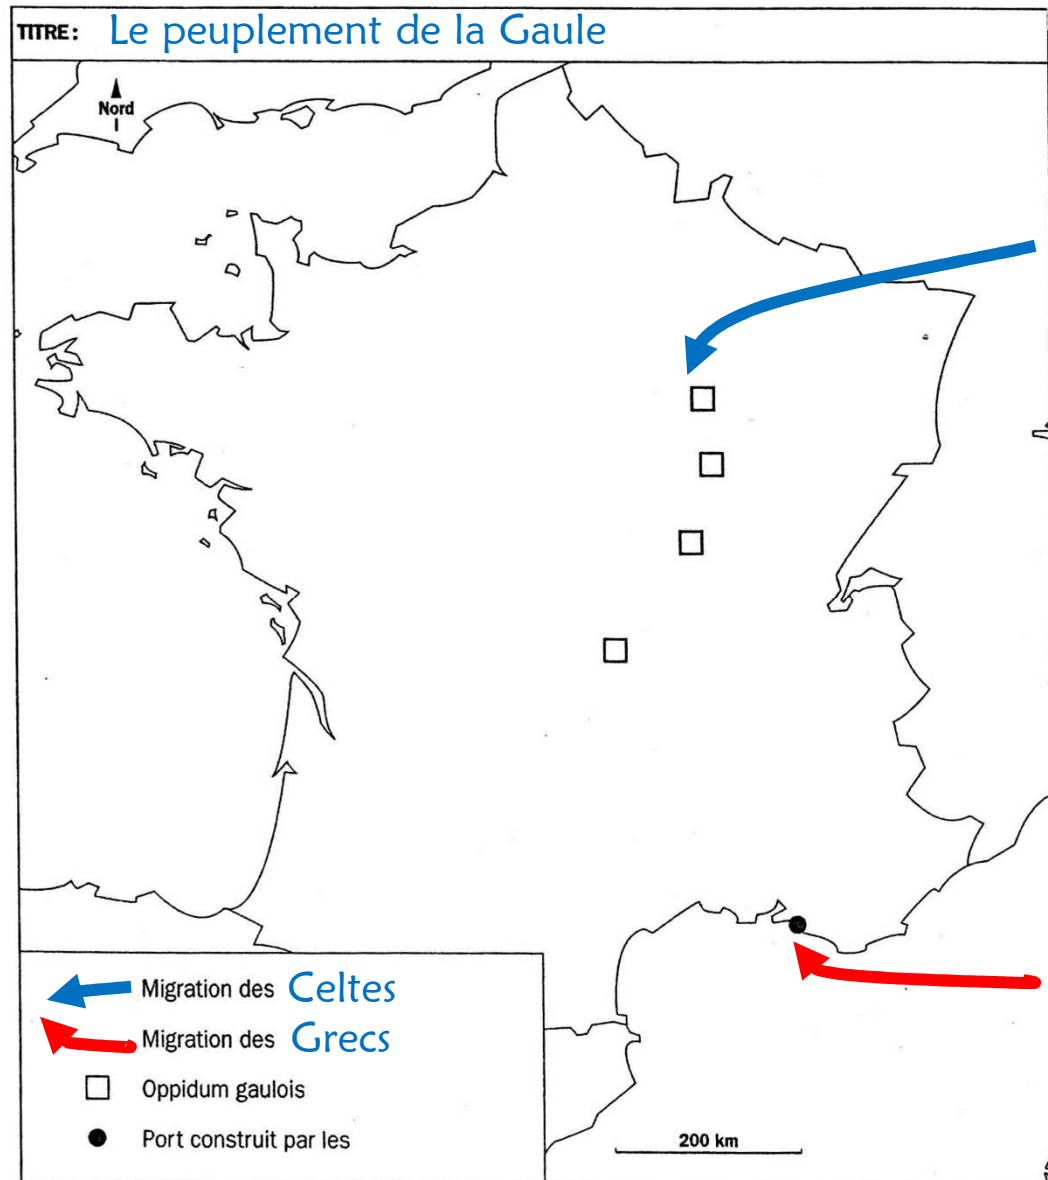 TITRE: Le peuplement de la Gaule
Nord
Migration des Celtes
Migration des Grecs
Oppidum gaulois
Port construit par les
200 km